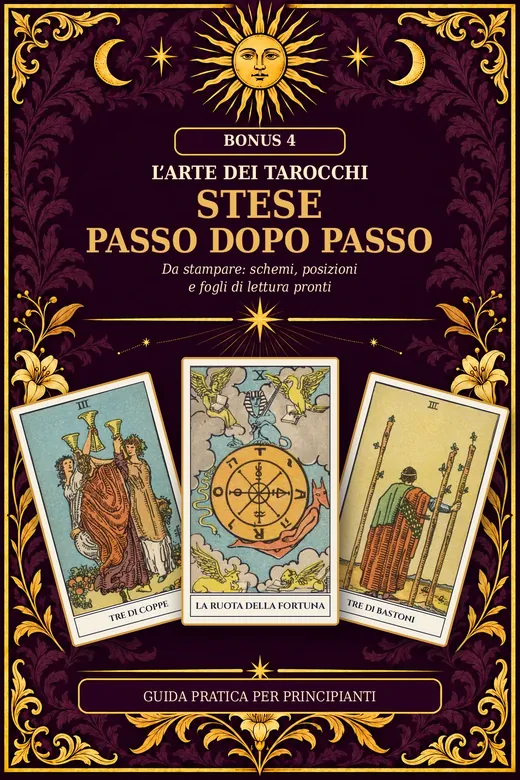 BONUS 4
L'ARTE DEI TAROCCHI
STESE
PASSO DOPO PASSO
Da stampare: schemi, posizioni
e fogli di lettura pronti
III
X
III
T
A
R
O
TRE DI COPPE
LA RUOTA DELLA FORTUNA
TRE DI BASTONI
GUIDA PRATICA PER PRINCIPIANTI